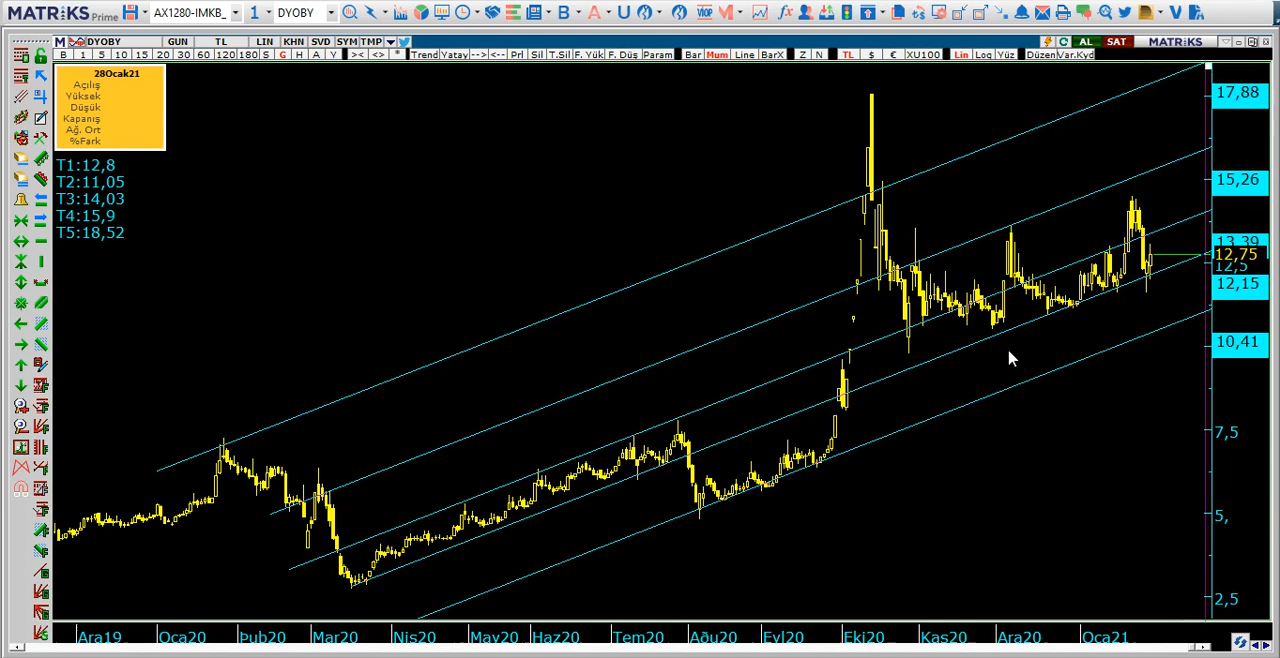 MATRIKS Prime AX1280-IMKB_ 1 DYOBY
M DYOBY GUN TL LIN KHN SVD SYM TMP AL SAT MATRIKS
B 1 5 10 15 20 30 60 120 180 S G H A Y >< <> * Trend Yatay --> <-- Prl Sil T.Sil F. Yük F. Düş Param Bar Mum Line BarX Z N TL $ € XU100 Lin Log Yüz Düzen Var.Kyd
28Ocak21
Açılış
Yüksek
Düşük
Kapanış
Ağ. Ort
%Fark
T1:12,8
T2:11,05
T3:14,03
T4:15,9
T5:18,52
17,88
15,26
13,39
12,75
12,5
12,15
10,41
7,5
5,
2,5
Ara19 Oca20 Þub20 Mar20 Nis20 May20 Haz20 Tem20 Aðu20 Eyl20 Eki20 Kas20 Ara20 Oca21